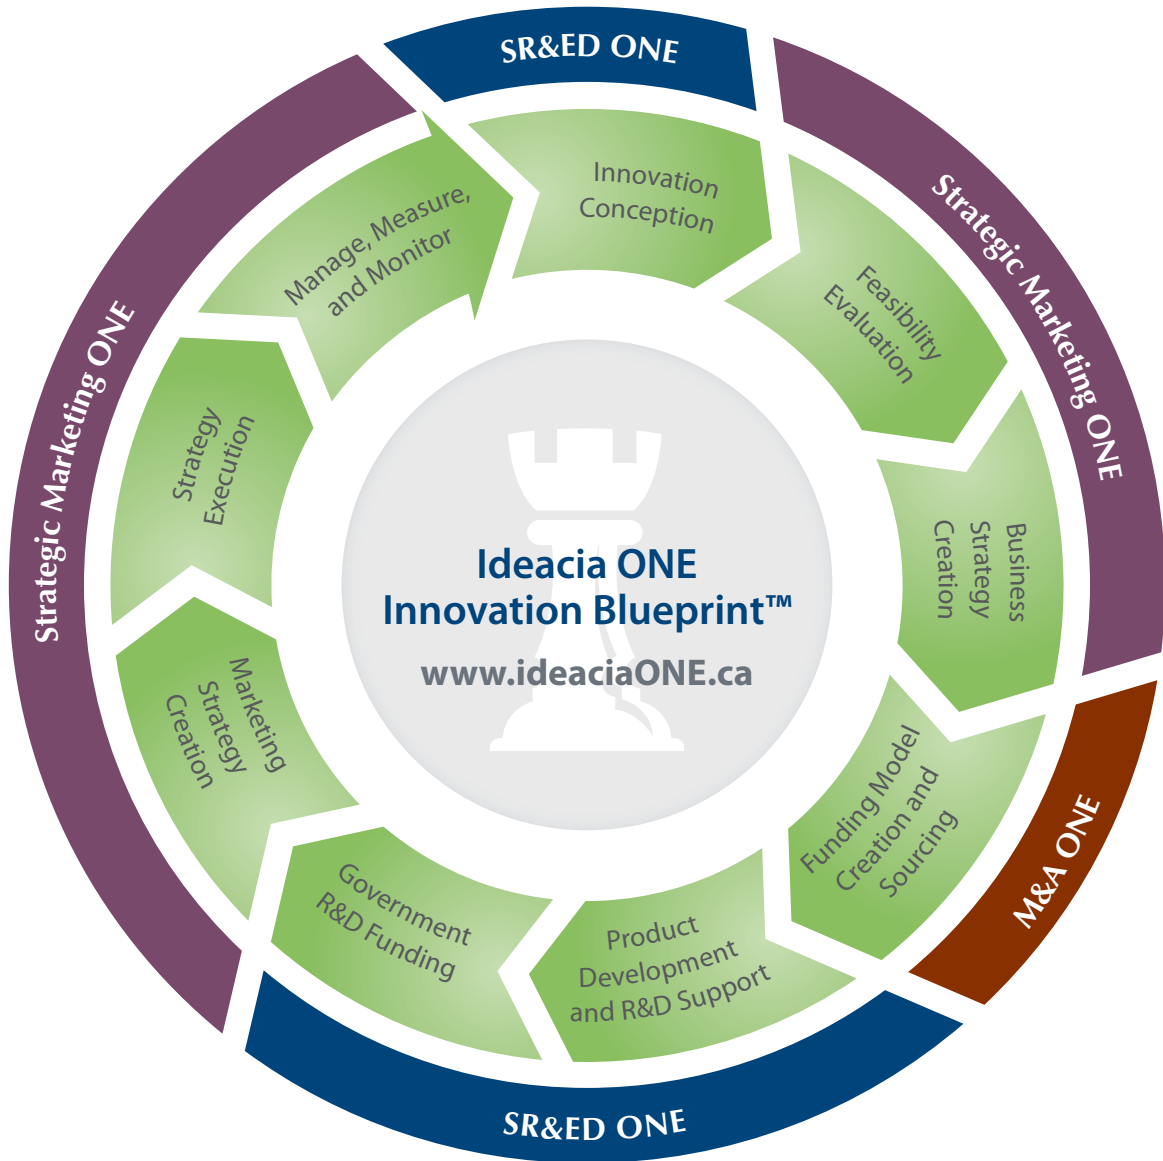 SR&ED ONE
Strategic Marketing ONE
M&A ONE
SR&ED ONE
Strategic Marketing ONE
Innovation
Conception
Feasibility
Evaluation
Business
Strategy
Creation
Funding Model
Creation and
Sourcing
Product
Development
and R&D Support
Government
R&D Funding
Marketing
Strategy
Creation
Strategy
Execution
Manage, Measure,
and Monitor
Ideacia ONE
Innovation Blueprint™
www.ideaciaONE.ca